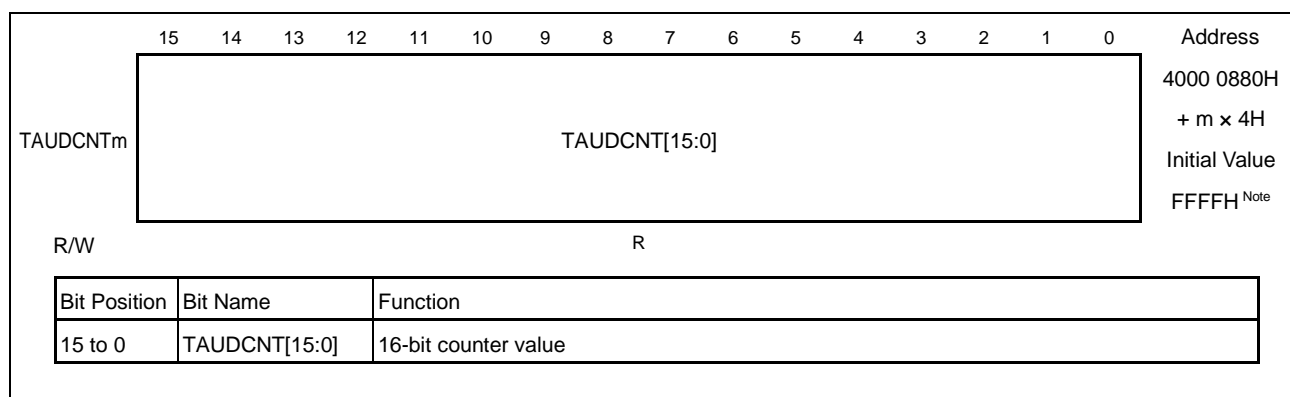 15 14 13 12 11 10 9 8 7 6 5 4 3 2 1 0 Address
4000 0880H
+ m × 4H
TAUDCNTm TAUDCNT[15:0]
Initial Value
FFFFH Note
R/W R
Bit Position Bit Name Function
15 to 0 TAUDCNT[15:0] 16-bit counter value